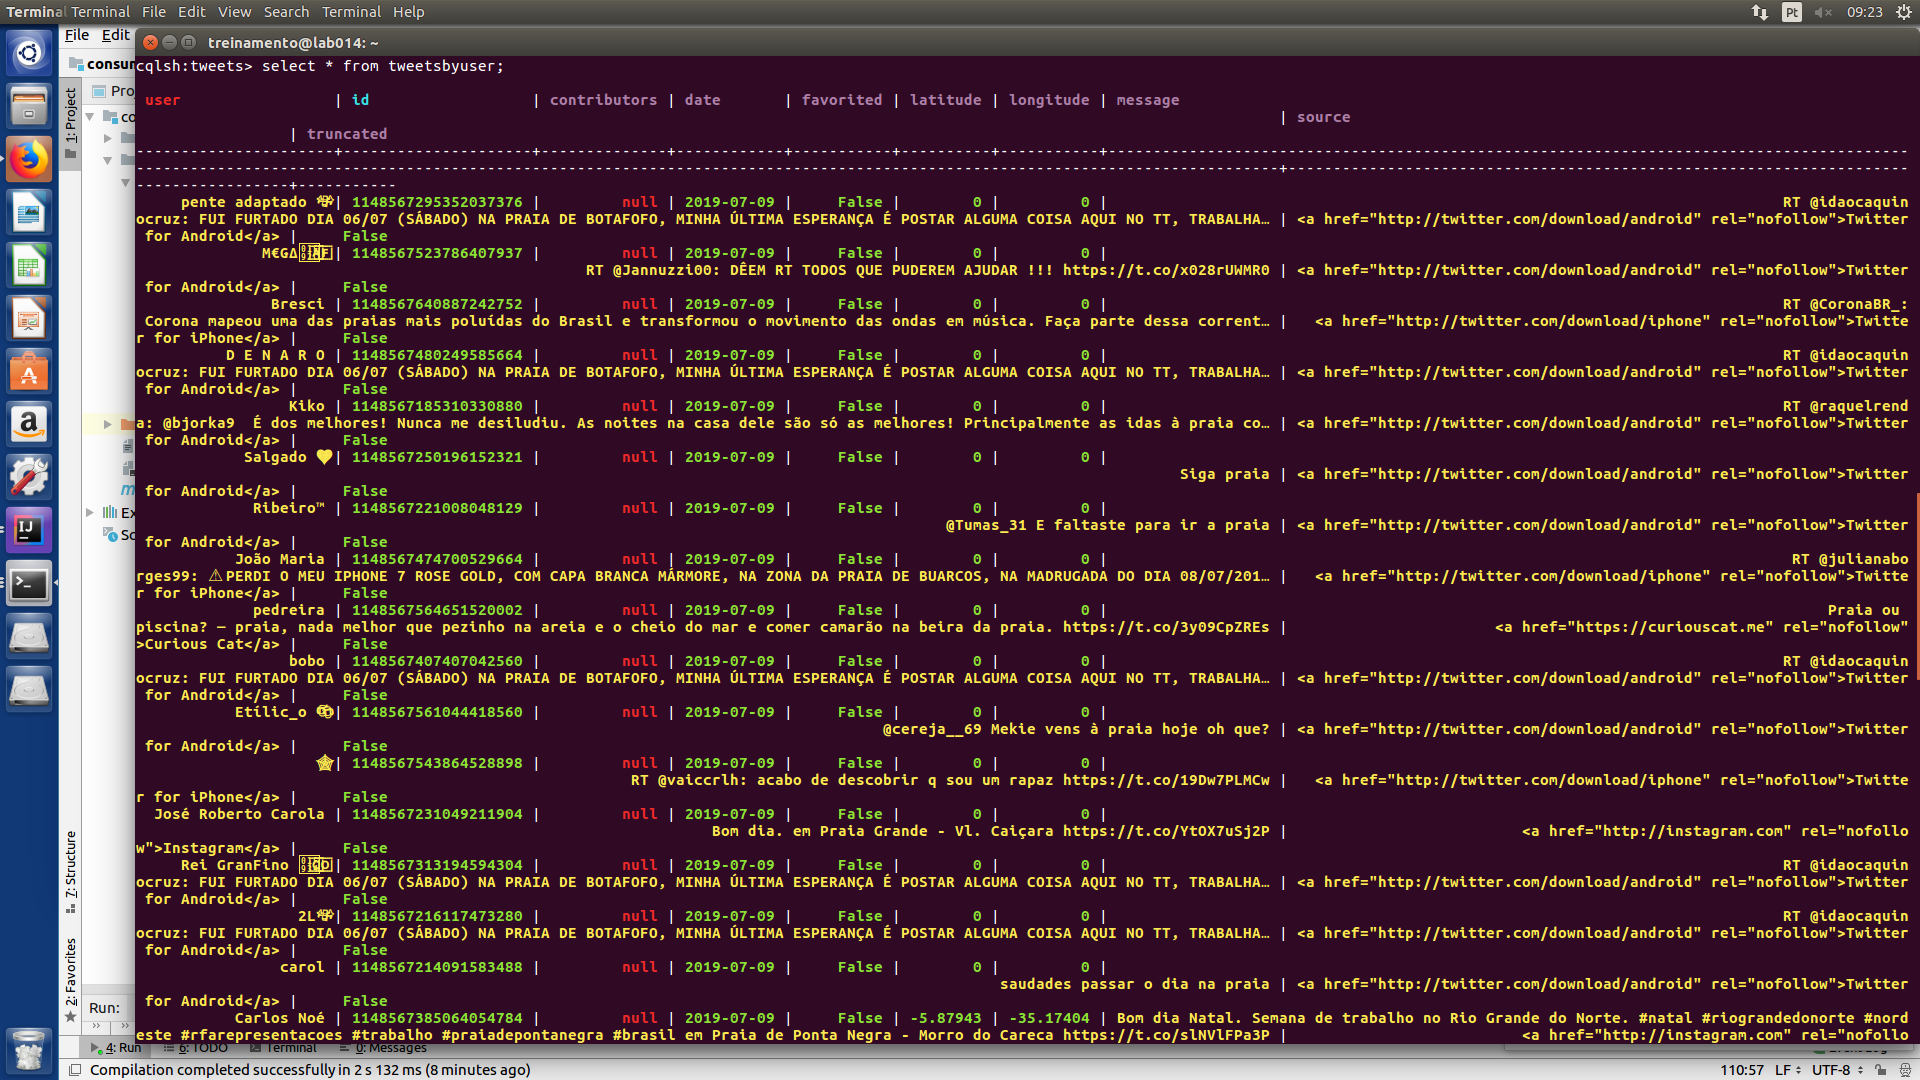 Terminal Terminal File Edit View Search Terminal Help Pt 09:23
File Edit
treinamento@lab014: ~
consum
Pro
1: Project
co
Ex
Sc
7: Structure
2: Favorites
cqlsh:tweets> select * from tweetsbyuser;
user | id | contributors | date | favorited | latitude | longitude | message
| source
| truncated
pente adaptado | 1148567295352037376 | null | 2019-07-09 | False | 0 | 0 | RT @idaocaquin
ocruz: FUI FURTADO DIA 06/07 (SÁBADO) NA PRAIA DE BOTAFOFO, MINHA ÚLTIMA ESPERANÇA É POSTAR ALGUMA COISA AQUI NO TT, TRABALHA… | <a href="http://twitter.com/download/android" rel="nofollow">Twitter
for Android</a> | False
M€GΔ | 1148567523786407937 | null | 2019-07-09 | False | 0 | 0 |
RT @Jannuzzi00: DÊEM RT TODOS QUE PUDEREM AJUDAR !!! https://t.co/x028rUWMR0 | <a href="http://twitter.com/download/android" rel="nofollow">Twitter
for Android</a> | False
Bresci | 1148567640887242752 | null | 2019-07-09 | False | 0 | 0 | RT @CoronaBR_:
Corona mapeou uma das praias mais poluídas do Brasil e transformou o movimento das ondas em música. Faça parte dessa corrent… | <a href="http://twitter.com/download/iphone" rel="nofollow">Twitte
r for iPhone</a> | False
D E N A R O | 1148567480249585664 | null | 2019-07-09 | False | 0 | 0 | RT @idaocaquin
ocruz: FUI FURTADO DIA 06/07 (SÁBADO) NA PRAIA DE BOTAFOFO, MINHA ÚLTIMA ESPERANÇA É POSTAR ALGUMA COISA AQUI NO TT, TRABALHA… | <a href="http://twitter.com/download/android" rel="nofollow">Twitter
for Android</a> | False
Kiko | 1148567185310330880 | null | 2019-07-09 | False | 0 | 0 | RT @raquelrend
a: @bjorka9 É dos melhores! Nunca me desiludiu. As noites na casa dele são só as melhores! Principalmente as idas à praia co… | <a href="http://twitter.com/download/android" rel="nofollow">Twitter
for Android</a> | False
Salgado ♥ | 1148567250196152321 | null | 2019-07-09 | False | 0 | 0 |
Siga praia | <a href="http://twitter.com/download/android" rel="nofollow">Twitter
for Android</a> | False
Ribeiro™ | 1148567221008048129 | null | 2019-07-09 | False | 0 | 0 |
@Tumas_31 E faltaste para ir a praia | <a href="http://twitter.com/download/android" rel="nofollow">Twitter
for Android</a> | False
João Maria | 1148567474700529664 | null | 2019-07-09 | False | 0 | 0 | RT @julianabo
rges99: ⚠PERDI O MEU IPHONE 7 ROSE GOLD, COM CAPA BRANCA MÁRMORE, NA ZONA DA PRAIA DE BUARCOS, NA MADRUGADA DO DIA 08/07/201… | <a href="http://twitter.com/download/iphone" rel="nofollow">Twitte
r for iPhone</a> | False
pedreira | 1148567564651520002 | null | 2019-07-09 | False | 0 | 0 | Praia ou
piscina? — praia, nada melhor que pezinho na areia e o cheio do mar e comer camarão na beira da praia. https://t.co/3y09CpZREs | <a href="https://curiouscat.me" rel="nofollow"
>Curious Cat</a> | False
bobo | 1148567407407042560 | null | 2019-07-09 | False | 0 | 0 | RT @idaocaquin
ocruz: FUI FURTADO DIA 06/07 (SÁBADO) NA PRAIA DE BOTAFOFO, MINHA ÚLTIMA ESPERANÇA É POSTAR ALGUMA COISA AQUI NO TT, TRABALHA… | <a href="http://twitter.com/download/android" rel="nofollow">Twitter
for Android</a> | False
Etílic_o | 1148567561044418560 | null | 2019-07-09 | False | 0 | 0 |
@cereja__69 Mekie vens à praia hoje oh que? | <a href="http://twitter.com/download/android" rel="nofollow">Twitter
for Android</a> | False
| 1148567543864528898 | null | 2019-07-09 | False | 0 | 0 |
RT @vaiccrlh: acabo de descobrir q sou um rapaz https://t.co/19Dw7PLMCw | <a href="http://twitter.com/download/iphone" rel="nofollow">Twitte
r for iPhone</a> | False
José Roberto Carola | 1148567231049211904 | null | 2019-07-09 | False | 0 | 0 |
Bom dia. em Praia Grande - Vl. Caiçara https://t.co/YtOX7uSj2P | <a href="http://instagram.com" rel="nofollo
w">Instagram</a> | False
Rei GranFino | 1148567313194594304 | null | 2019-07-09 | False | 0 | 0 | RT @idaocaquin
ocruz: FUI FURTADO DIA 06/07 (SÁBADO) NA PRAIA DE BOTAFOFO, MINHA ÚLTIMA ESPERANÇA É POSTAR ALGUMA COISA AQUI NO TT, TRABALHA… | <a href="http://twitter.com/download/android" rel="nofollow">Twitter
for Android</a> | False
2L | 1148567216117473280 | null | 2019-07-09 | False | 0 | 0 | RT @idaocaquin
ocruz: FUI FURTADO DIA 06/07 (SÁBADO) NA PRAIA DE BOTAFOFO, MINHA ÚLTIMA ESPERANÇA É POSTAR ALGUMA COISA AQUI NO TT, TRABALHA… | <a href="http://twitter.com/download/android" rel="nofollow">Twitter
for Android</a> | False
carol | 1148567214091583488 | null | 2019-07-09 | False | 0 | 0 |
saudades passar o dia na praia | <a href="http://twitter.com/download/android" rel="nofollow">Twitter
for Android</a> | False
Carlos Noé | 1148567385064054784 | null | 2019-07-09 | False | -5.87943 | -35.17404 | Bom dia Natal. Semana de trabalho no Rio Grande do Norte. #natal #riograndedonorte #nord
este #rfarepresentacoes #trabalho #praiadepontanegra #brasil em Praia de Ponta Negra - Morro do Careca https://t.co/slNVlFPa3P | <a href="http://instagram.com" rel="nofollo
Run:
4: Run 6: TODO Terminal 0: Messages
Compilation completed successfully in 2 s 132 ms (8 minutes ago) 110:57 LF UTF-8